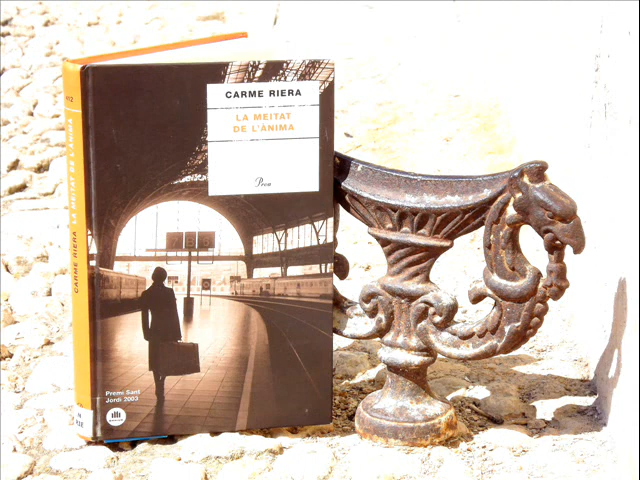 CARME RIERA
LA MEITAT
DE L'ÀNIMA
Proa
Premi Sant
Jordi 2003
CARME RIERA LA MEITAT DE L'ÀNIMA